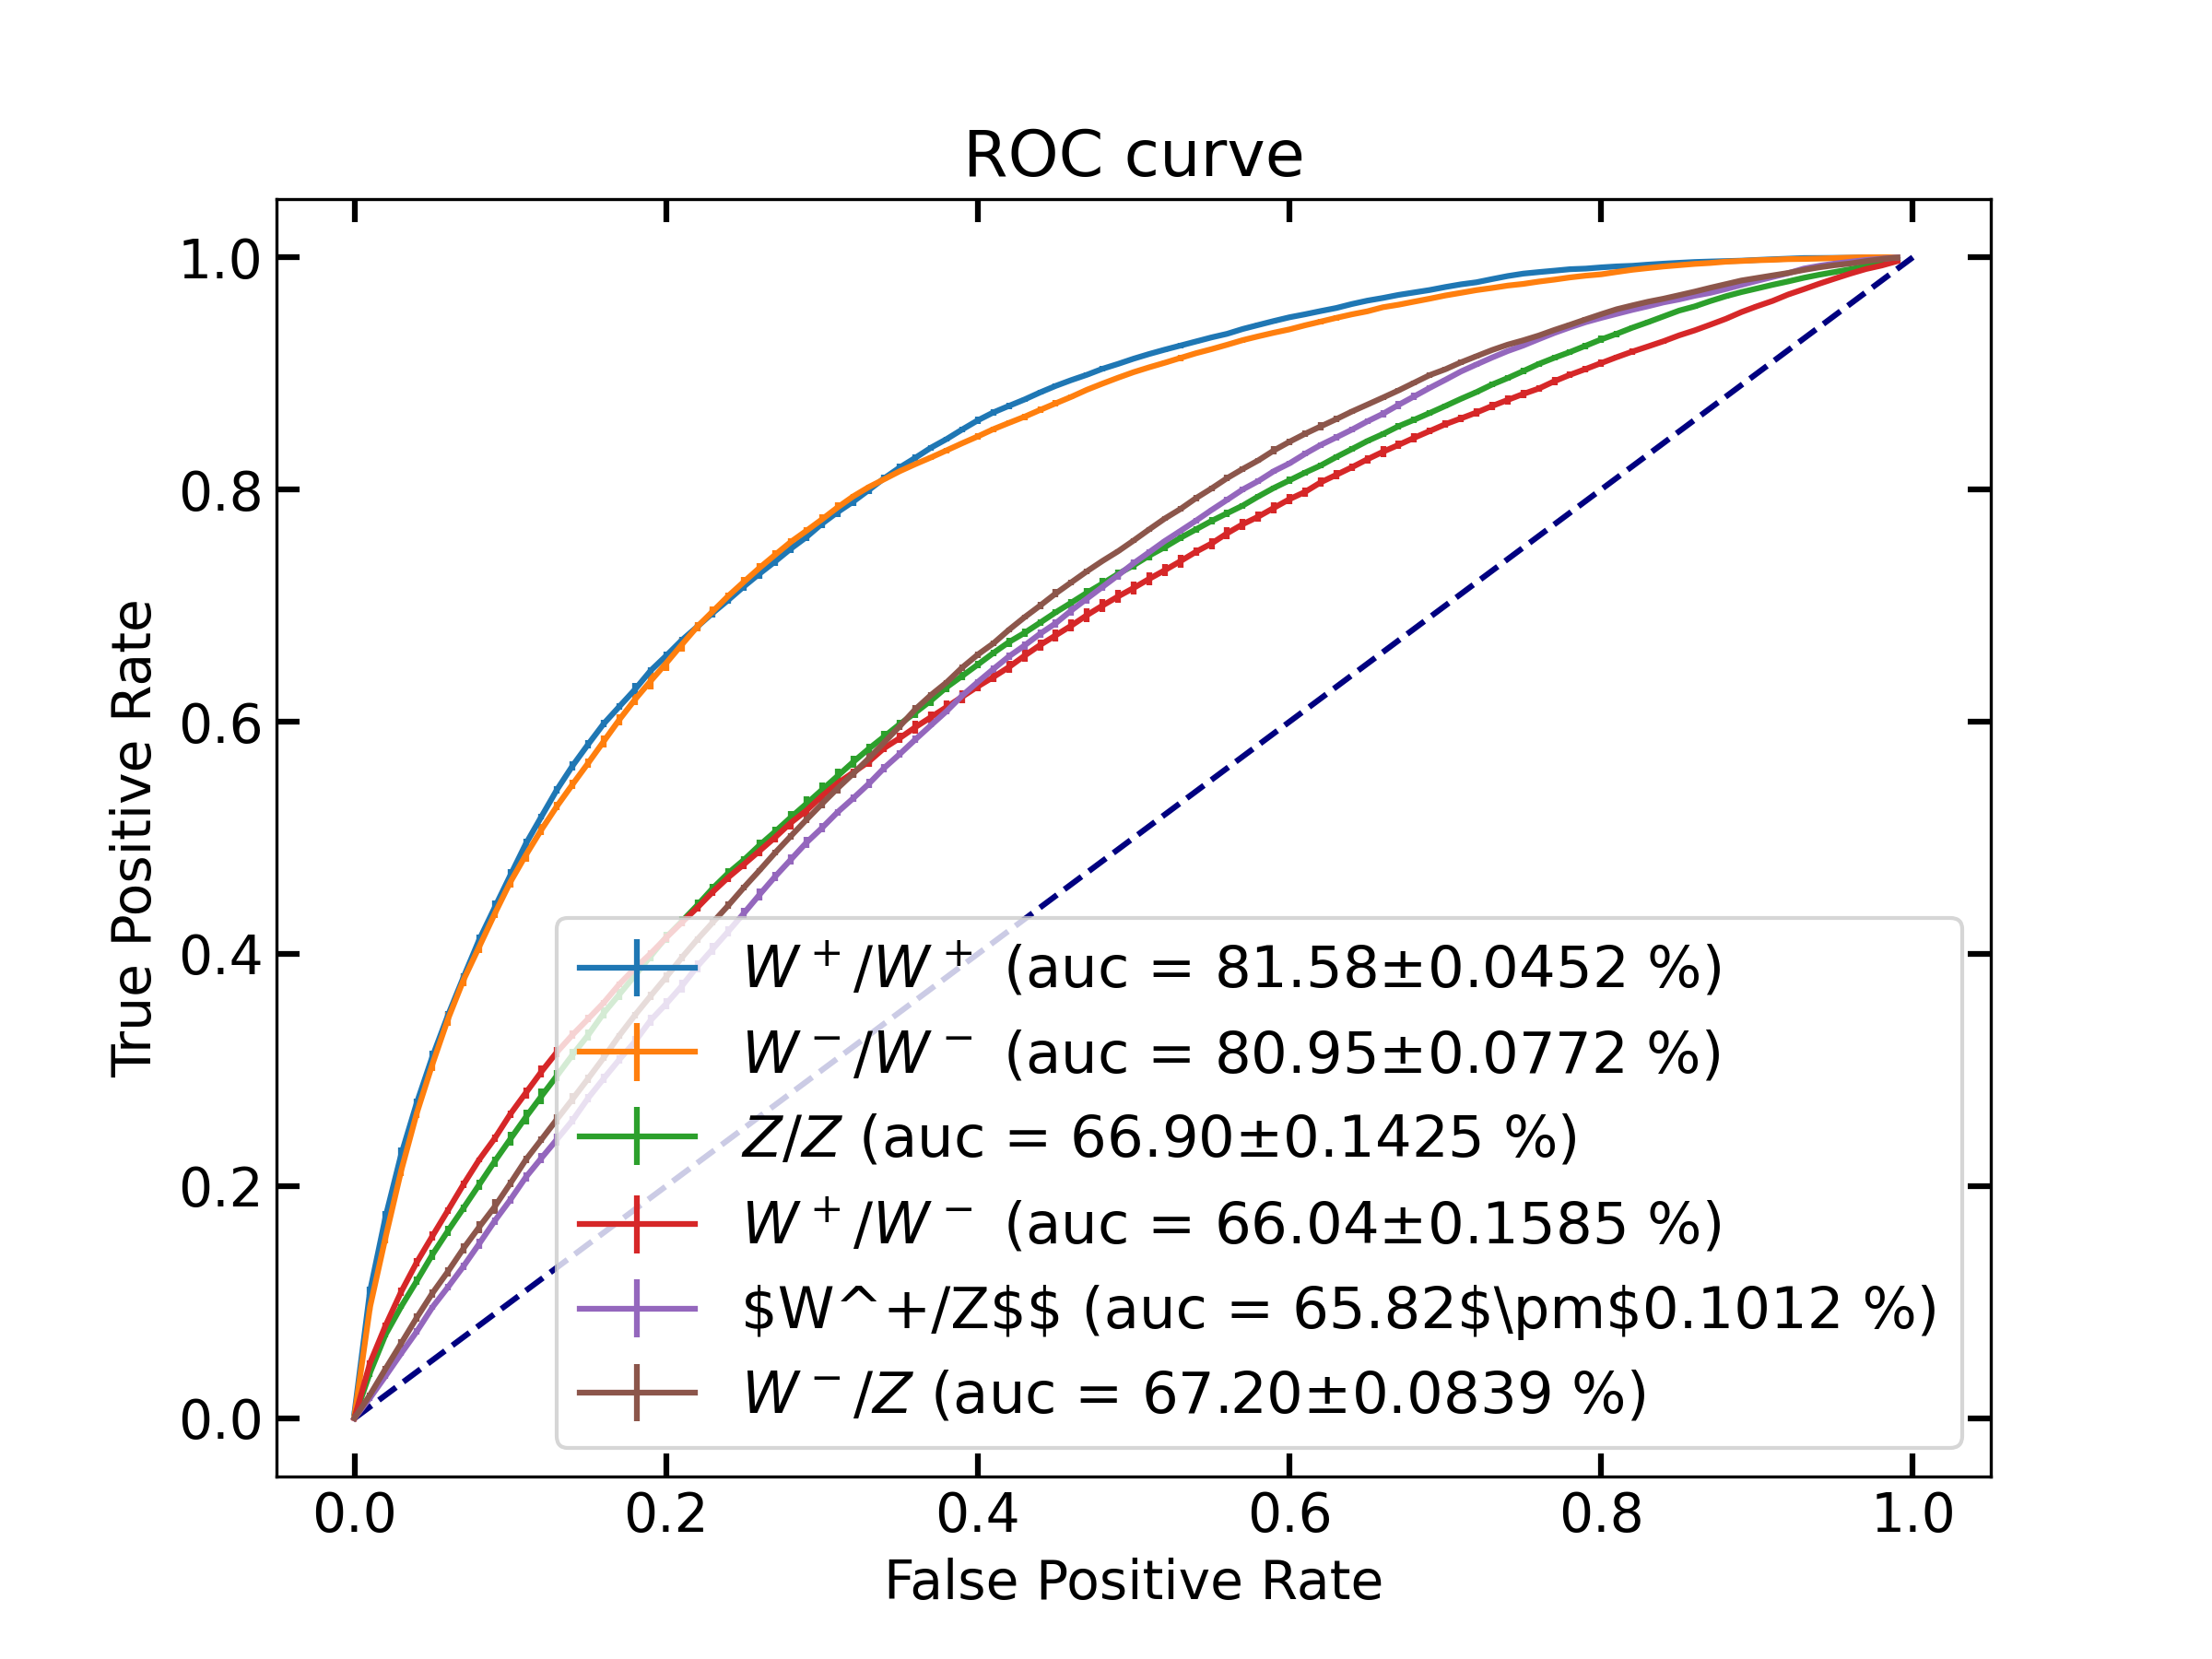 ROC curve
1.0
0.8
0.6
0.4
0.2
0.0
True Positive Rate
W⁺/W⁺ (auc = 81.58±0.0452 %)
W⁻/W⁻ (auc = 80.95±0.0772 %)
Z/Z (auc = 66.90±0.1425 %)
W⁺/W⁻ (auc = 66.04±0.1585 %)
$W^+/Z$$ (auc = 65.82$\pm$0.1012 %)
W⁻/Z (auc = 67.20±0.0839 %)
0.0 0.2 0.4 0.6 0.8 1.0
False Positive Rate